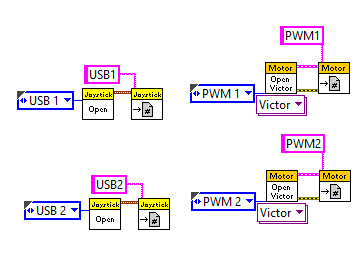 USB1
USB 1
Joystick
Open
Joystick
#
PWM1
PWM 1
Motor
Open
Victor
Motor
#
Victor
USB2
USB 2
Joystick
Open
Joystick
#
PWM2
PWM 2
Motor
Open
Victor
Motor
#
Victor